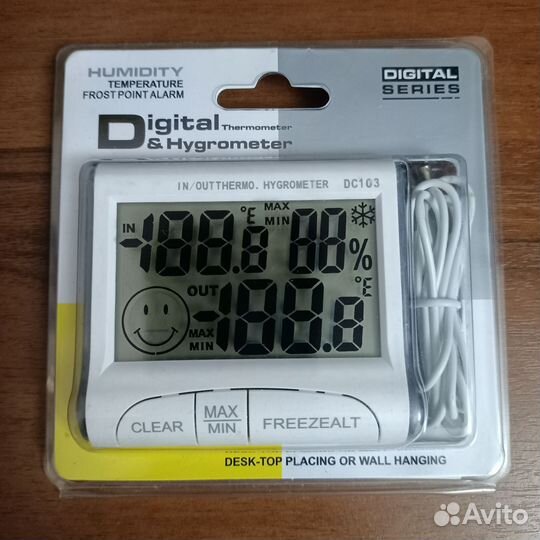 HUMIDITY
TEMPERATURE
FROST POINT ALARM
DIGITAL
SERIES
Digital Thermometer
& Hygrometer
IN/OUTTHERMO. HYGROMETER DC103
MAX
MIN
IN -188.8 °E 88 %
OUT -188.8 °E
MAX
MIN
CLEAR
MAX
MIN
FREEZEALT
DESK-TOP PLACING OR WALL HANGING
Avito